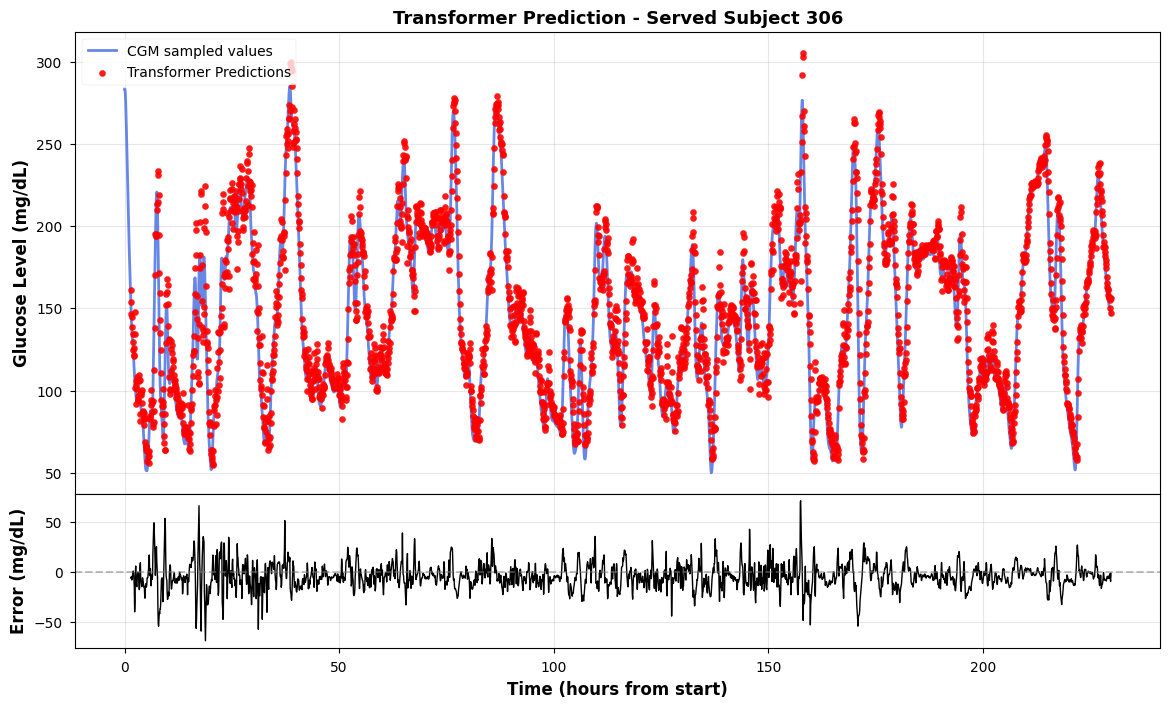 Transformer Prediction - Served Subject 306
CGM sampled values
Transformer Predictions
Glucose Level (mg/dL)
300
250
200
150
100
50
Error (mg/dL)
50
0
−50
0
50
100
150
200
Time (hours from start)